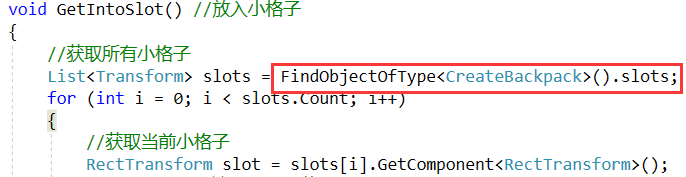 void GetIntoSlot() //放入小格子
{
//获取所有小格子
List<Transform> slots = FindObjectOfType<CreateBackpack>().slots;
for (int i = 0; i < slots.Count; i++)
{
//获取当前小格子
RectTransform slot = slots[i].GetComponent<RectTransform>();